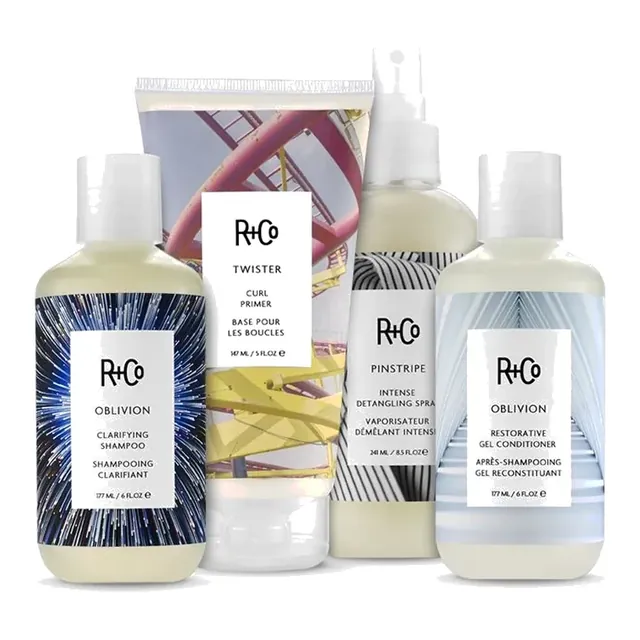 R+Co
OBLIVION
CLARIFYING
SHAMPOO
SHAMPOOING
CLARIFIANT
177 ML / 6 FL.OZ ℮
R+Co
TWISTER
CURL
PRIMER
BASE POUR
LES BOUCLES
147 ML / 5 FL.OZ ℮
R+Co
PINSTRIPE
INTENSE
DETANGLING SPRA
VAPORISATEUR
DÉMÊLANT INTENSE
241 ML / 8.5 FL.OZ ℮
R+Co
OBLIVION
RESTORATIVE
GEL CONDITIONER
APRÈS-SHAMPOOING
GEL RECONSTITUANT
177 ML / 6 FL.OZ ℮